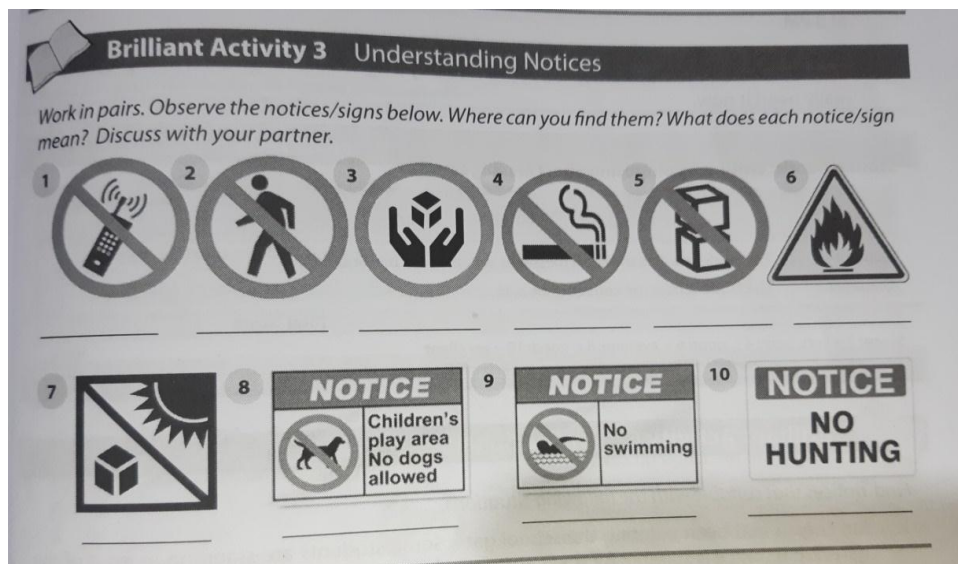 Brilliant Activity 3 Understanding Notices
Work in pairs. Observe the notices/signs below. Where can you find them? What does each notice/sign
mean? Discuss with your partner.
1 2 3 4 5 6
7 8 9 10
NOTICE
Children's
play area
No dogs
allowed
NOTICE
No
swimming
NOTICE
NO
HUNTING